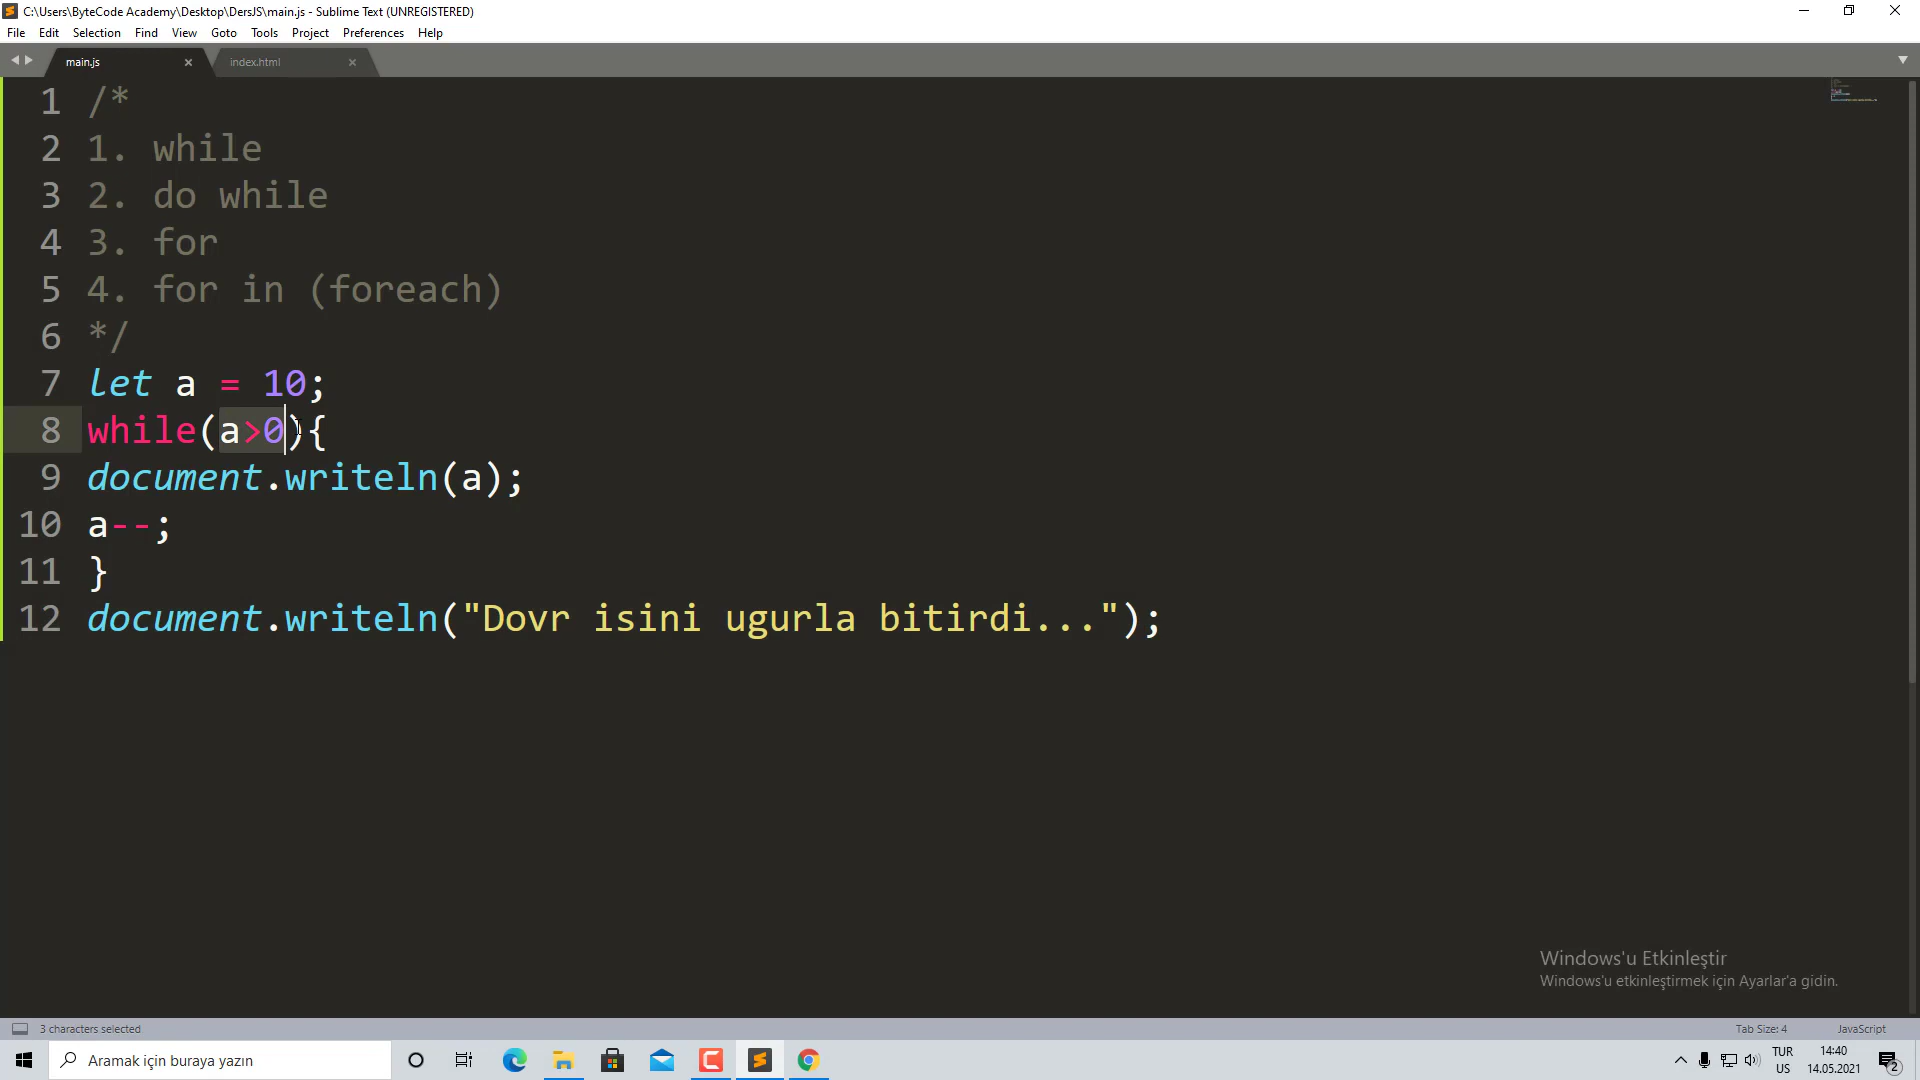 C:\Users\ByteCode Academy\Desktop\DersJS\main.js - Sublime Text (UNREGISTERED)
File Edit Selection Find View Goto Tools Project Preferences Help
main.js index.html
1 /*
2 1. while
3 2. do while
4 3. for
5 4. for in (foreach)
6 */
7 let a = 10;
8 while(a>0){
9 document.writeln(a);
10 a--;
11 }
12 document.writeln("Dovr isini ugurla bitirdi...");
Windows'u Etkinleştir
Windows'u etkinleştirmek için Ayarlar'a gidin.
3 characters selected Tab Size: 4 JavaScript
Aramak için buraya yazın
TUR 14:40
US 14.05.2021 2